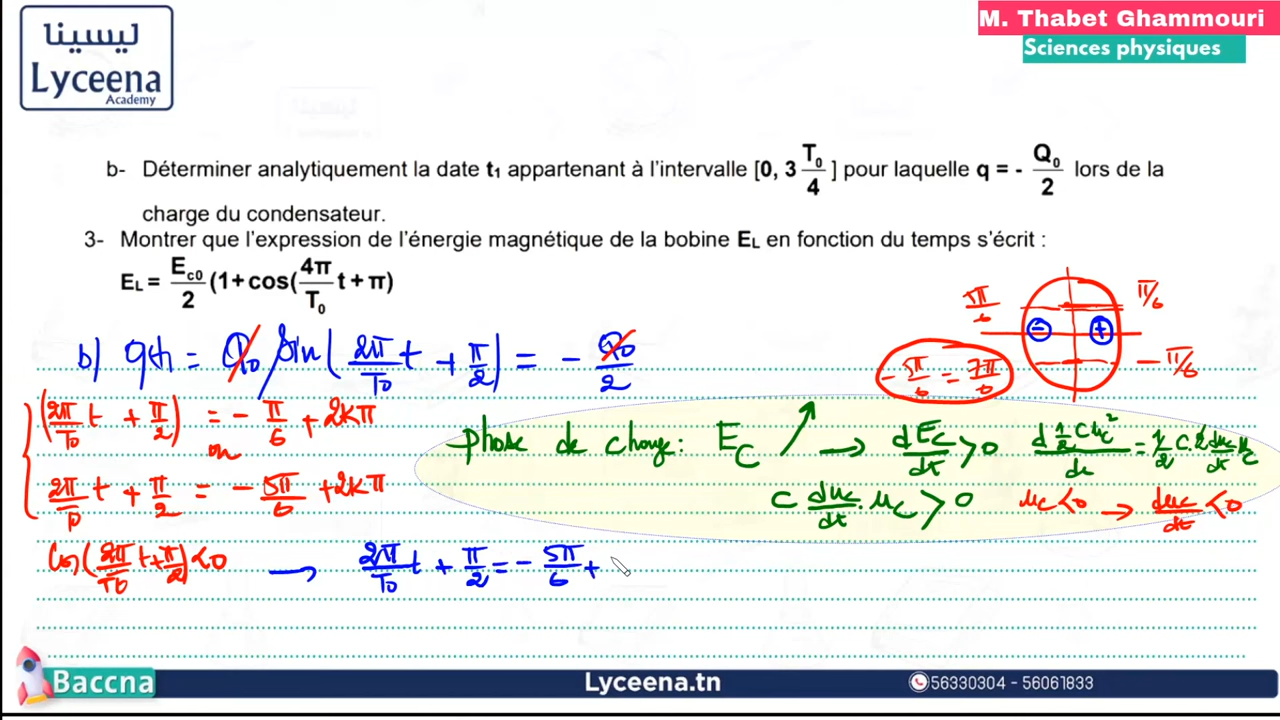 ليسينا
Lyceena
Academy
M. Thabet Ghammouri
Sciences physiques
b- Déterminer analytiquement la date t₁ appartenant à l'intervalle [0, 3 T₀/4 ] pour laquelle q = - Q₀/2 lors de la
charge du condensateur.
3- Montrer que l'expression de l'énergie magnétique de la bobine E_L en fonction du temps s'écrit :
E_L = E_c0/2 (1+cos(4π/T₀ t + π)
5π/6 π/6
- +
b) q(t) = Q₀ sin(2π/T₀ t + π/2) = - Q₀/2
-5π/6 = 7π/6 -π/6
(2π/T₀ t + π/2) = - π/6 + 2kπ
ou
2π/T₀ t + π/2 = - 5π/6 + 2kπ
phase de charge: E_C ↗ → dE_C/dt > 0 d ½ C u_c²/dt = ½ C.2 du_c/dt u_c
C du_c/dt . u_c > 0 u_c < 0 → du_c/dt < 0
Cos(2π/T₀ t + π/2) < 0 → 2π/T₀ t + π/2 = - 5π/6 +
Baccna
Lyceena.tn
56330304 - 56061833